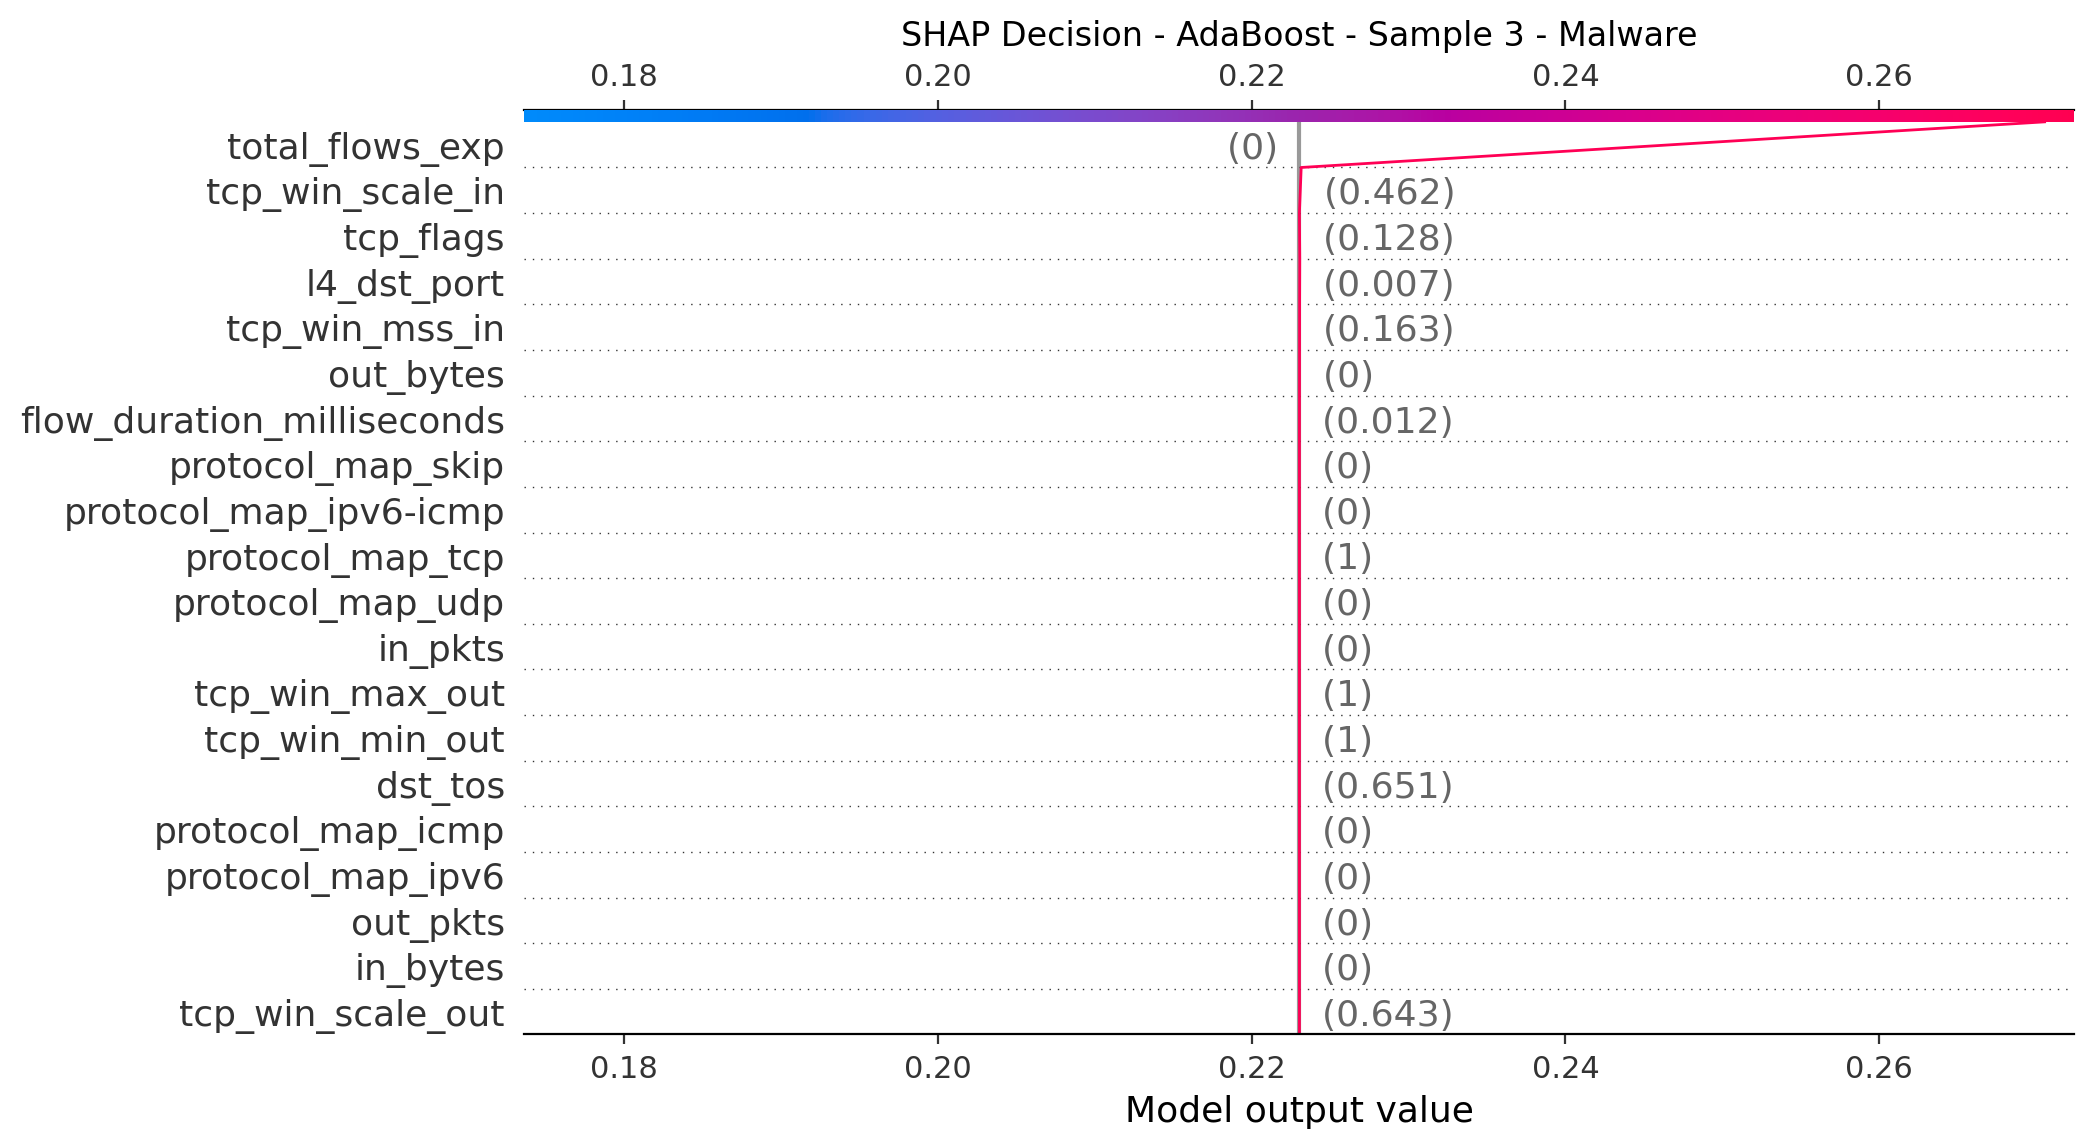 SHAP Decision - AdaBoost - Sample 3 - Malware
0.18 0.20 0.22 0.24 0.26
total_flows_exp (0)
tcp_win_scale_in (0.462)
tcp_flags (0.128)
l4_dst_port (0.007)
tcp_win_mss_in (0.163)
out_bytes (0)
flow_duration_milliseconds (0.012)
protocol_map_skip (0)
protocol_map_ipv6-icmp (0)
protocol_map_tcp (1)
protocol_map_udp (0)
in_pkts (0)
tcp_win_max_out (1)
tcp_win_min_out (1)
dst_tos (0.651)
protocol_map_icmp (0)
protocol_map_ipv6 (0)
out_pkts (0)
in_bytes (0)
tcp_win_scale_out (0.643)
0.18 0.20 0.22 0.24 0.26
Model output value